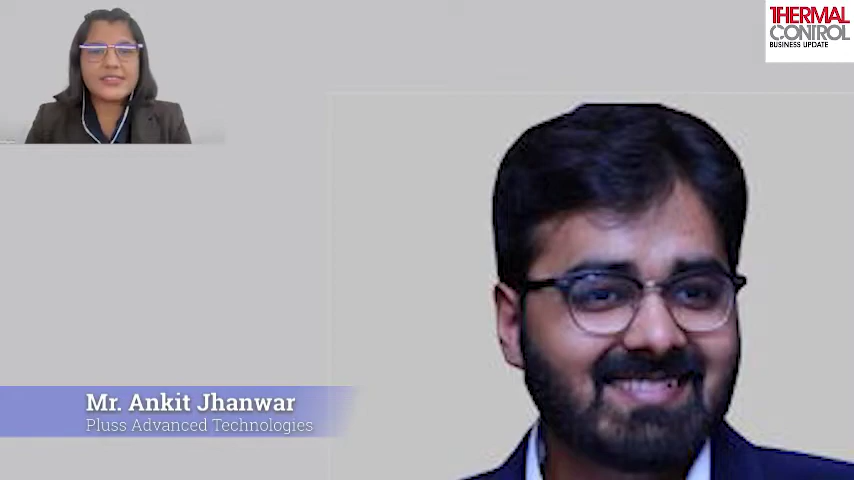 THERMAL
CONTROL
BUSINESS UPDATE
Mr. Ankit Jhanwar
Pluss Advanced Technologies